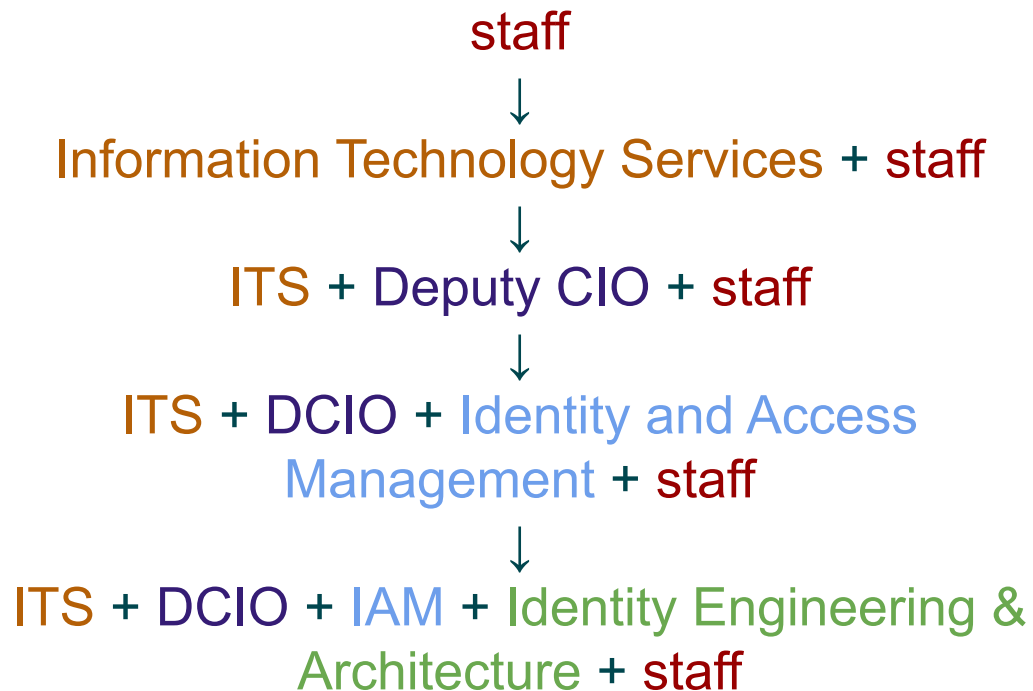 staff
↓
Information Technology Services + staff
↓
ITS + Deputy CIO + staff
↓
ITS + DCIO + Identity and Access
Management + staff
↓
ITS + DCIO + IAM + Identity Engineering &
Architecture + staff